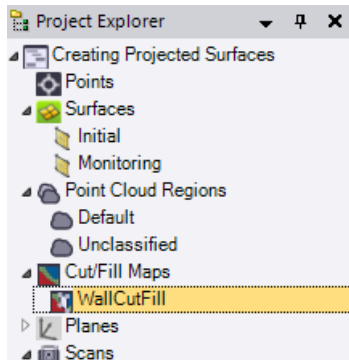 Project Explorer
Creating Projected Surfaces
Points
Surfaces
Initial
Monitoring
Point Cloud Regions
Default
Unclassified
Cut/Fill Maps
WallCutFill
Planes
Scans